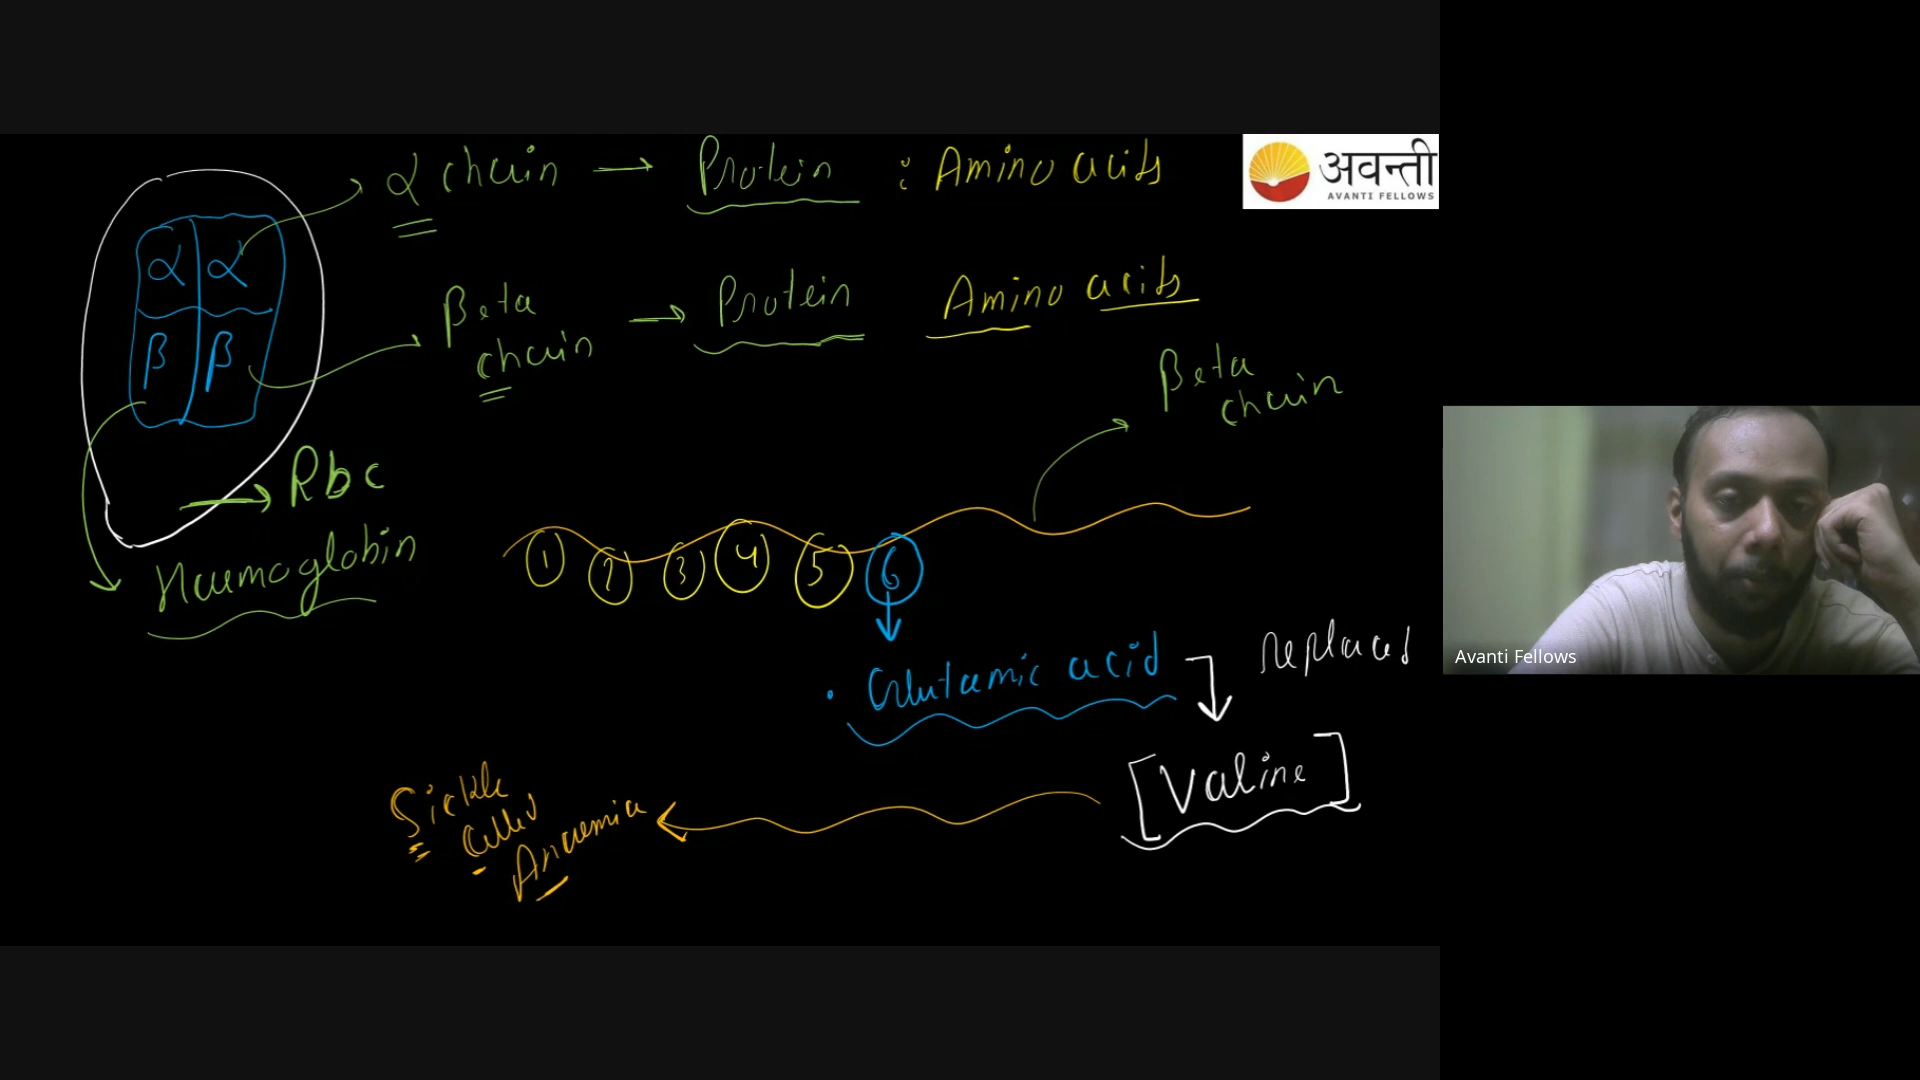 α chain → Protein : Amino acids
अवन्ती
AVANTI FELLOWS
α α
β β
Beta chain → Protein Amino acids
Beta chain
→ Rbc
Haemoglobin
1 2 3 4 5 6
Glutamic acid
replaced
[Valine]
Sickle
Celled
Anaemia
Avanti Fellows